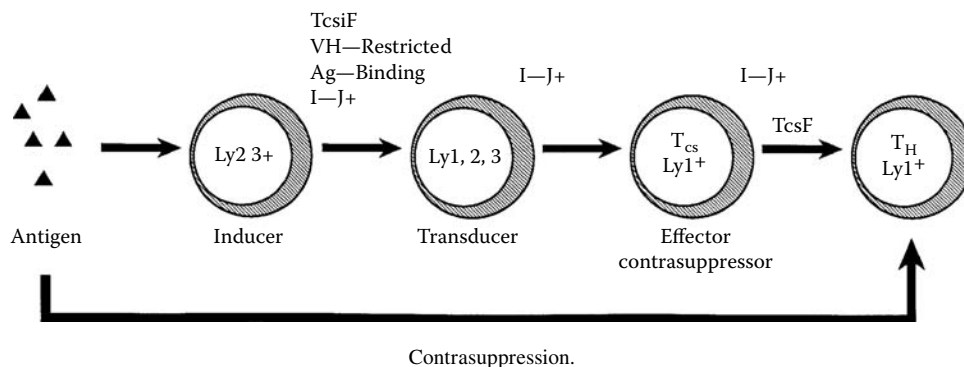 TcsiF
VH—Restricted
Ag—Binding
I—J+
I—J+
I—J+
TcsF
Ly2 3+
Ly1, 2, 3
Tcs
Ly1+
TH
Ly1+
Antigen
Inducer
Transducer
Effector
contrasuppressor
Contrasuppression.